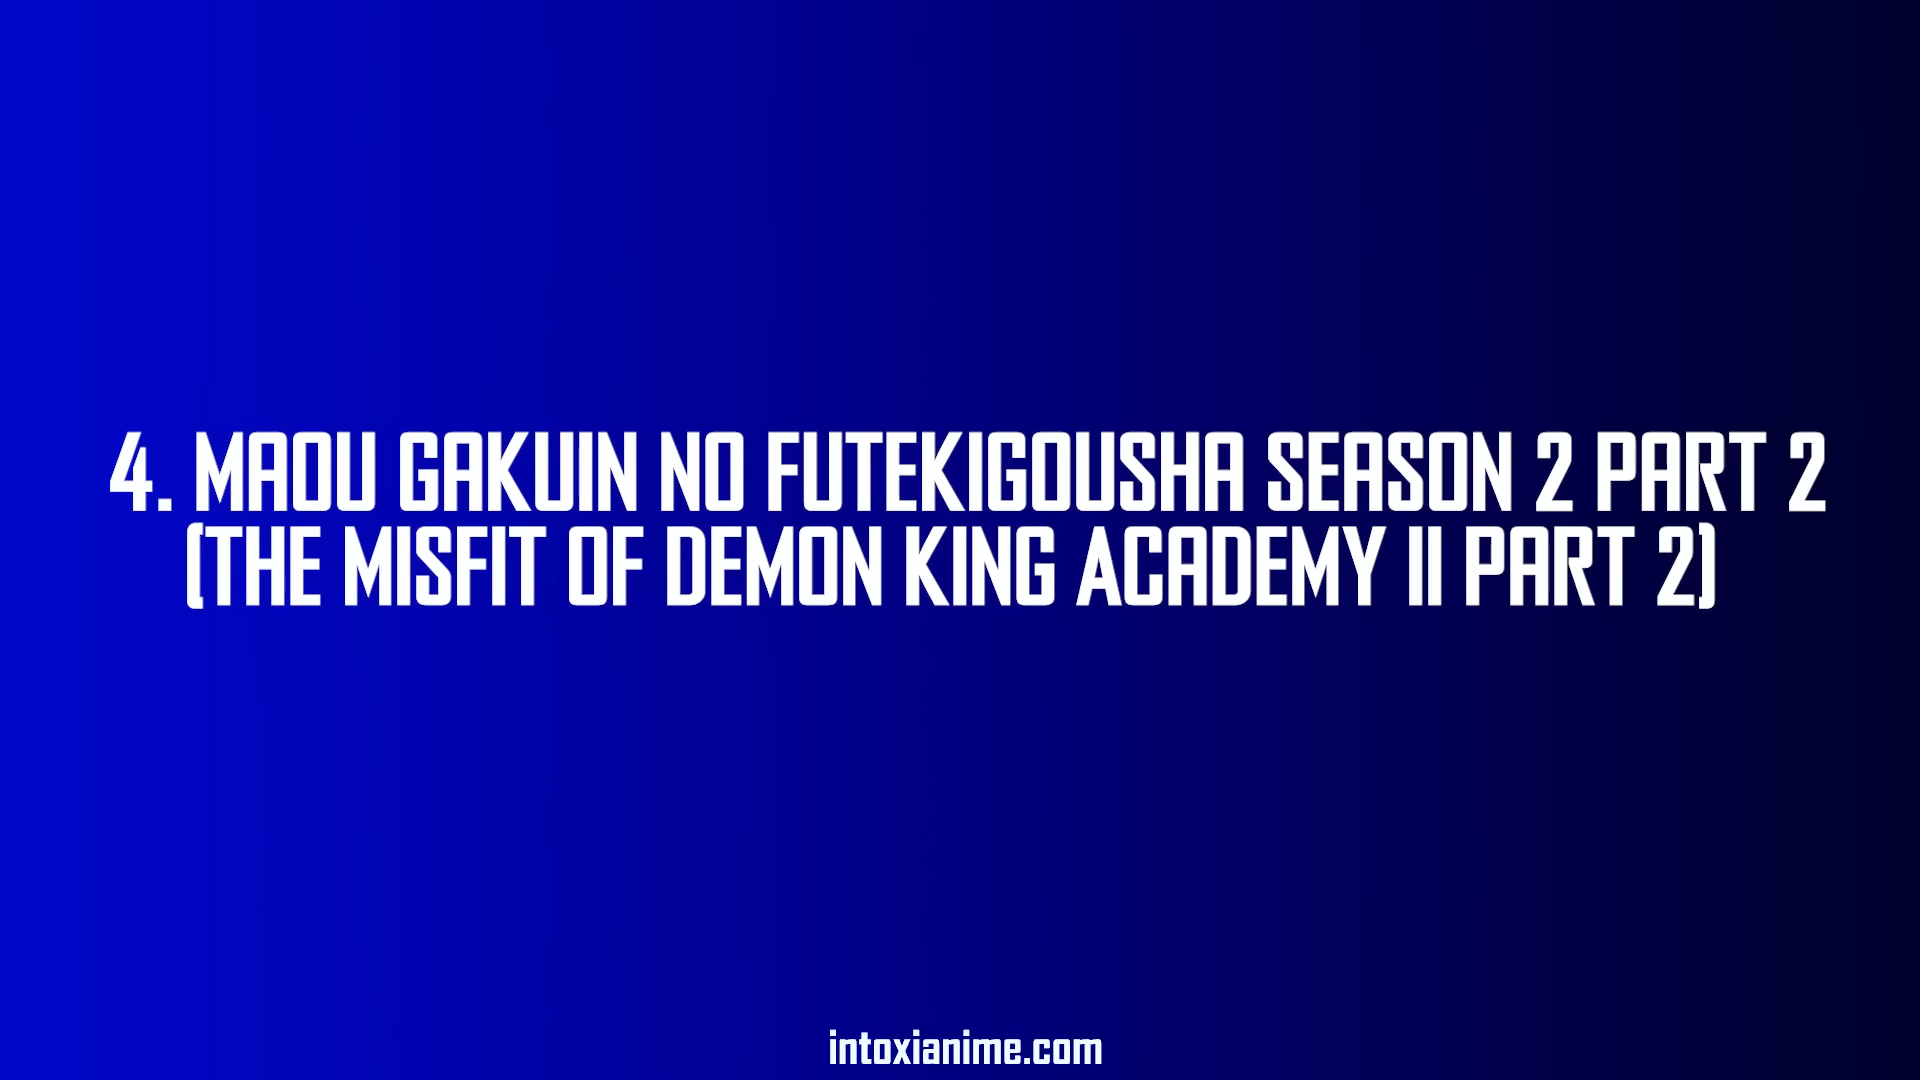 4. MAOU GAKUIN NO FUTEKIGOUSHA SEASON 2 PART 2
(THE MISFIT OF DEMON KING ACADEMY II PART 2)
intoxianime.com